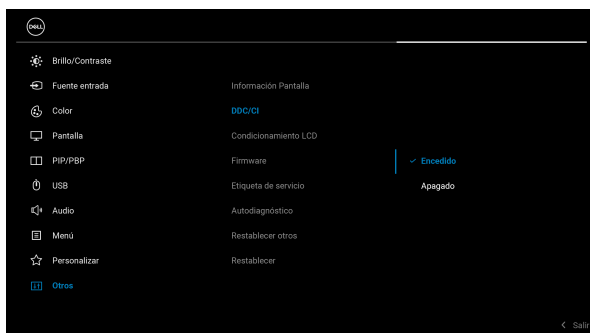 DELL
Brillo/Contraste
Fuente entrada
Información Pantalla
Color
DDC/CI
Pantalla
Condicionamiento LCD
PIP/PBP
Firmware
Encedido
USB
Etiqueta de servicio
Apagado
Audio
Autodiagnóstico
Menú
Restablecer otros
Personalizar
Restablecer
Otros
Salir